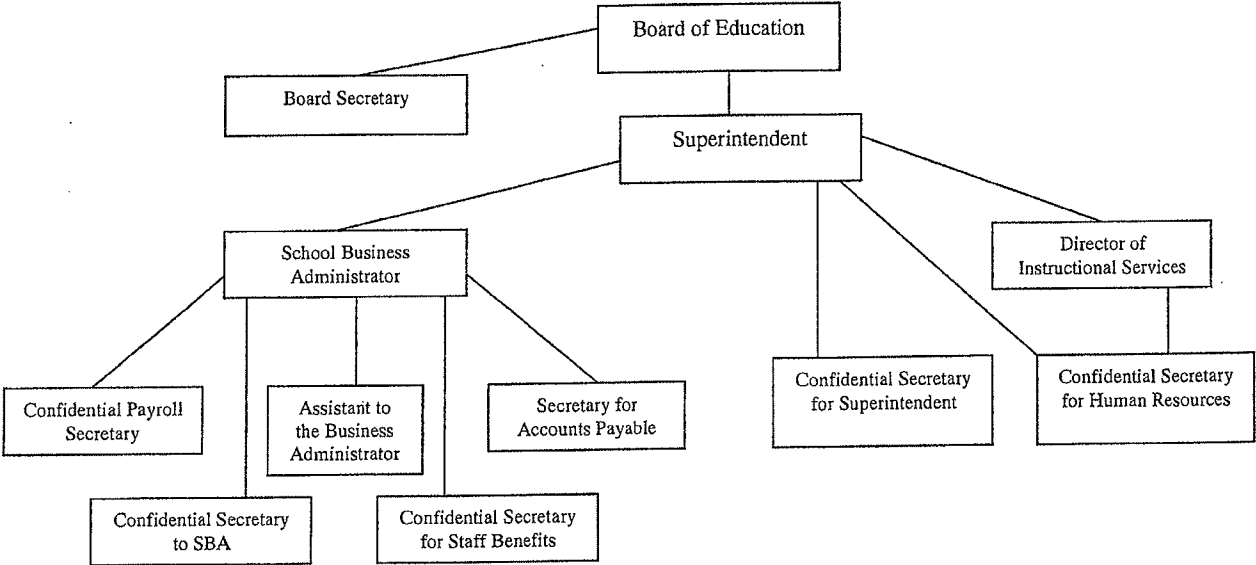 Board of Education
Board Secretary
Superintendent
School Business
Administrator
Director of
Instructional Services
Confidential Payroll
Secretary
Assistant to
the Business
Administrator
Secretary for
Accounts Payable
Confidential Secretary
for Superintendent
Confidential Secretary
for Human Resources
Confidential Secretary
to SBA
Confidential Secretary
for Staff Benefits